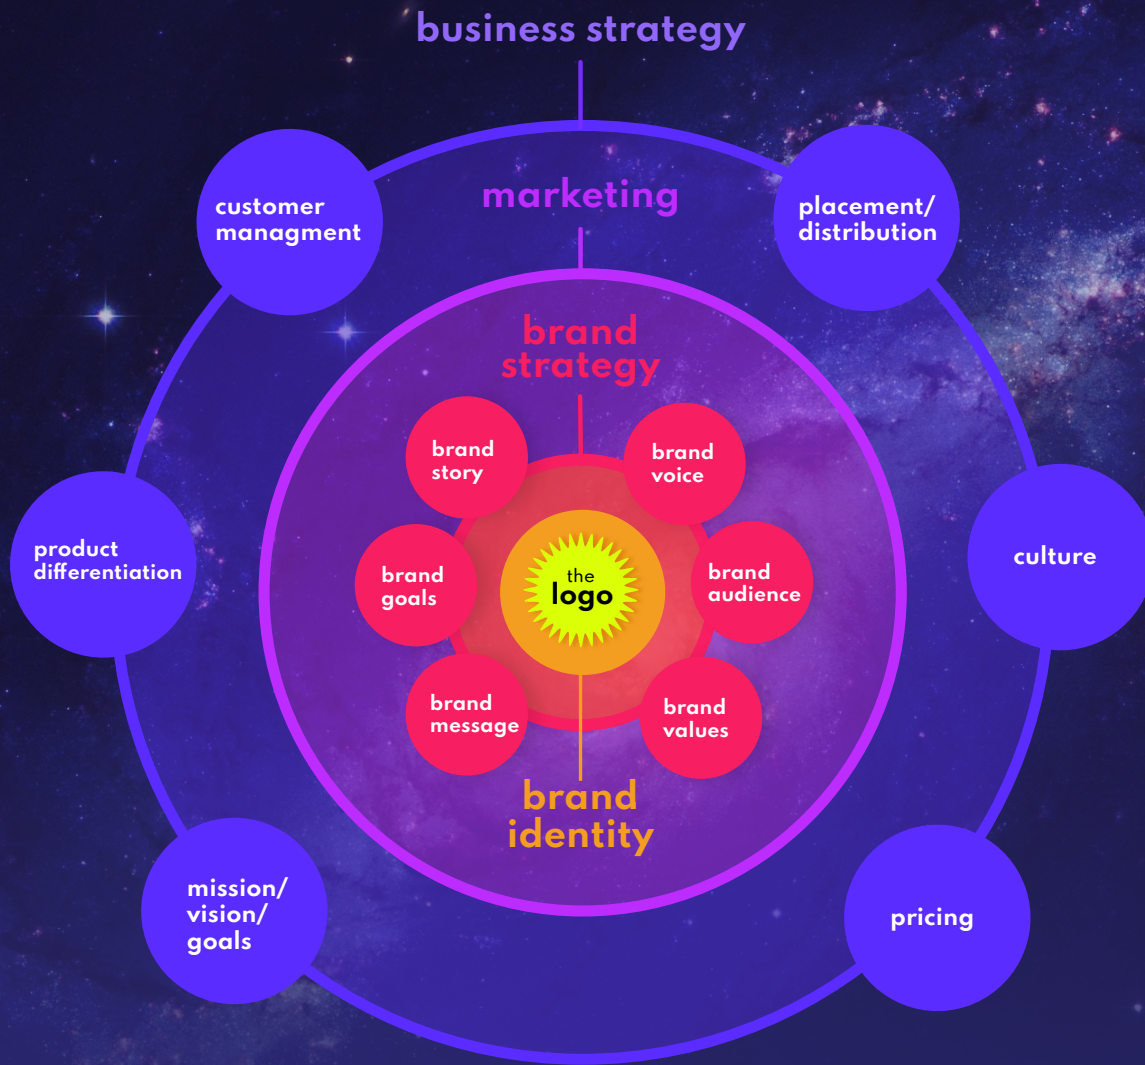 business strategy
marketing
customer
managment
placement/
distribution
brand
strategy
brand
story
brand
voice
product
differentiation
brand
goals
the
logo
brand
audience
culture
brand
message
brand
values
brand
identity
mission/
vision/
goals
pricing